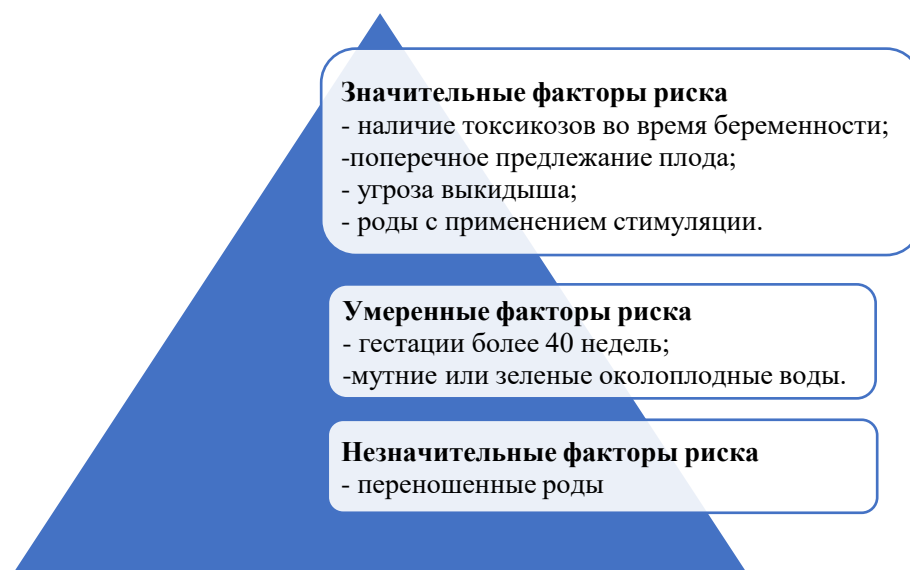 Значительные факторы риска
- наличие токсикозов во время беременности;
-поперечное предлежание плода;
- угроза выкидыша;
- роды с применением стимуляции.
Умеренные факторы риска
- гестации более 40 недель;
-мутние или зеленые околоплодные воды.
Незначительные факторы риска
- переношенные роды